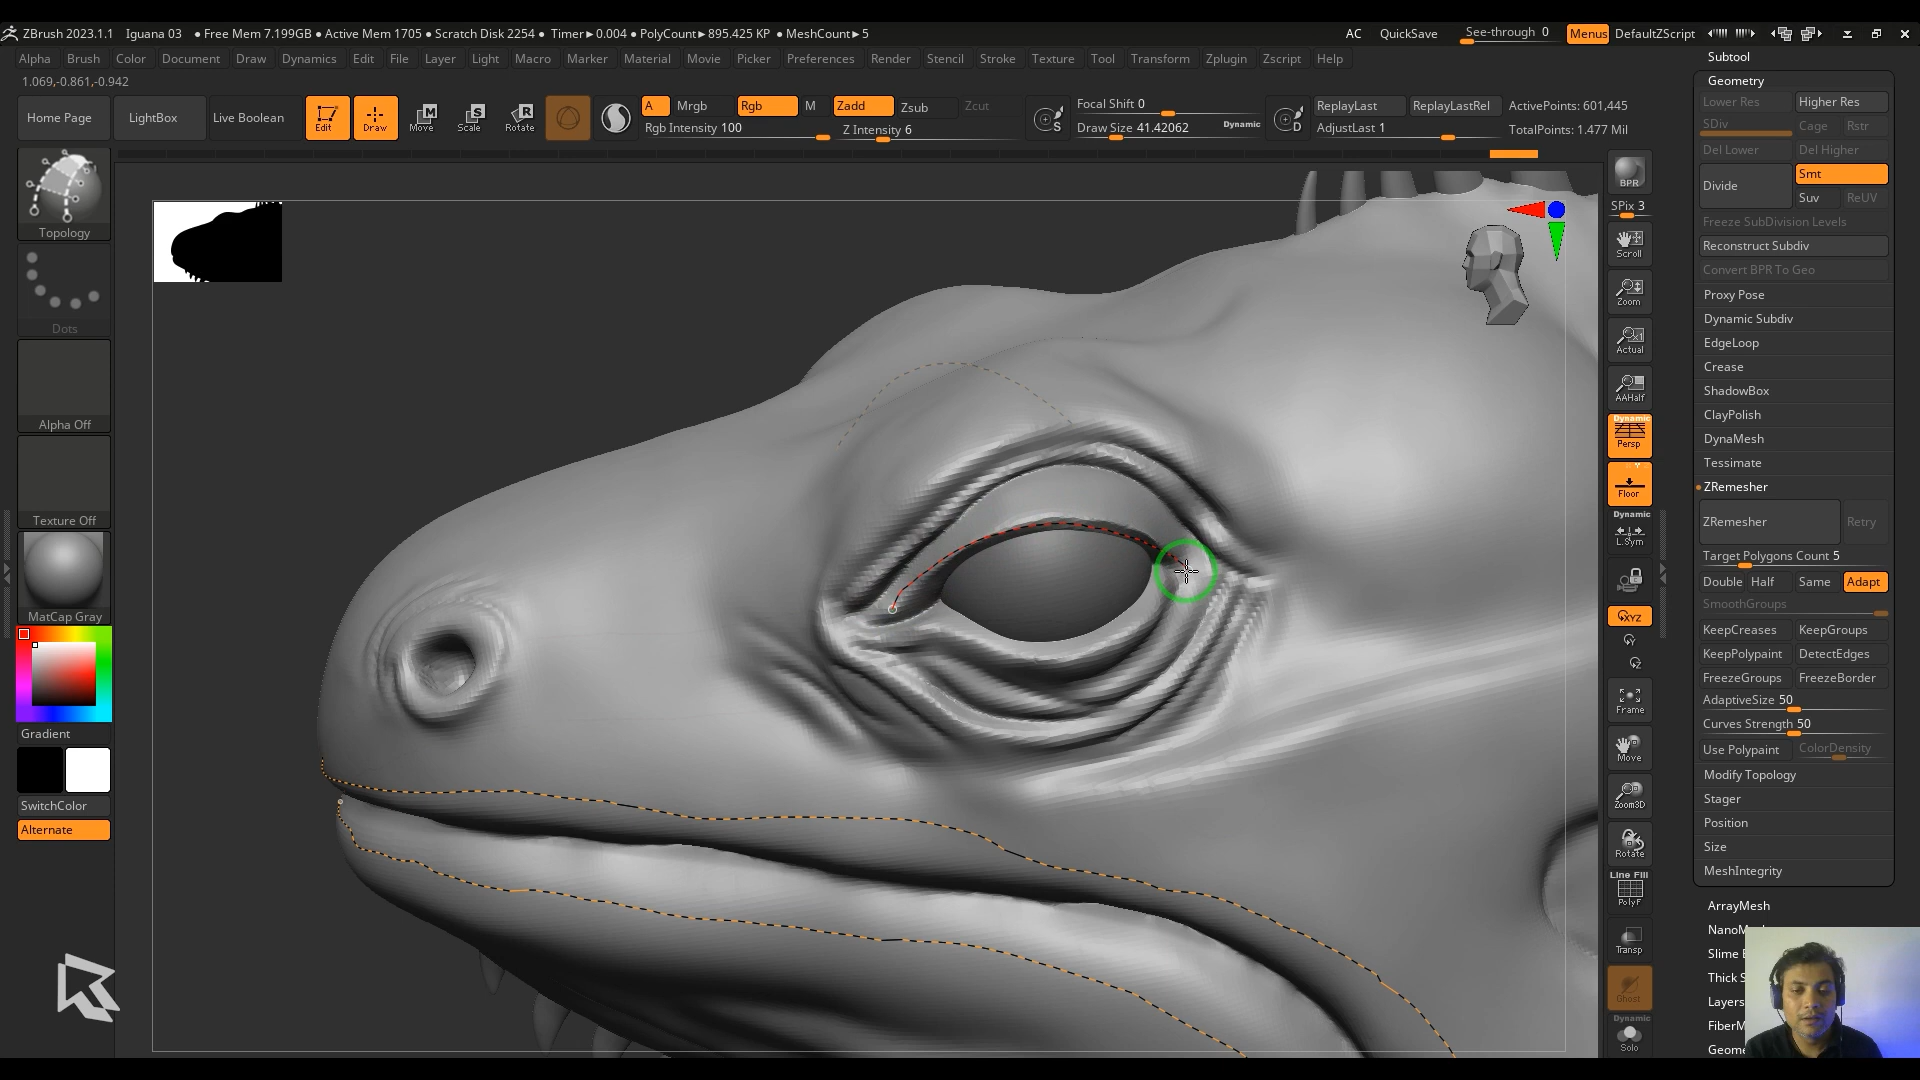 ZBrush 2023.1.1 Iguana 03 ● Free Mem 7.199GB ● Active Mem 1705 ● Scratch Disk 2254 ● Timer▶0.004 ● PolyCount▶895.425 KP ● MeshCount▶5 AC QuickSave See-through 0 Menus DefaultZScript
Alpha Brush Color Document Draw Dynamics Edit File Layer Light Macro Marker Material Movie Picker Preferences Render Stencil Stroke Texture Tool Transform Zplugin Zscript Help
1.069,-0.861,-0.942
Home Page LightBox Live Boolean Edit Draw Move Scale Rotate
A Mrgb Rgb M Zadd Zsub Zcut
Rgb Intensity 100 Z Intensity 6
S Focal Shift 0
Draw Size 41.42062 Dynamic D
ReplayLast ReplayLastRel ActivePoints: 601,445
AdjustLast 1 TotalPoints: 1.477 Mil
Topology
Dots
Alpha Off
Texture Off
MatCap Gray
Gradient
SwitchColor
Alternate
BPR
SPix 3
Scroll
Zoom
Actual
AAHalf
Dynamic
Persp
Floor
Dynamic
L.Sym
XYZ
Y
Z
Frame
Move
Zoom3D
Rotate
Line Fill
PolyF
Transp
Ghost
Dynamic
Solo
Subtool
Geometry
Lower Res Higher Res
SDiv Cage Rstr
Del Lower Del Higher
Divide Smt
Suv ReUV
Freeze SubDivision Levels
Reconstruct Subdiv
Convert BPR To Geo
Proxy Pose
Dynamic Subdiv
EdgeLoop
Crease
ShadowBox
ClayPolish
DynaMesh
Tessimate
ZRemesher
ZRemesher Retry
Target Polygons Count 5
Double Half Same Adapt
SmoothGroups
KeepCreases KeepGroups
KeepPolypaint DetectEdges
FreezeGroups FreezeBorder
AdaptiveSize 50
Curves Strength 50
Use Polypaint ColorDensity
Modify Topology
Stager
Position
Size
MeshIntegrity
ArrayMesh
NanoM
Slime
Thick S
Layers
FiberM
Geome